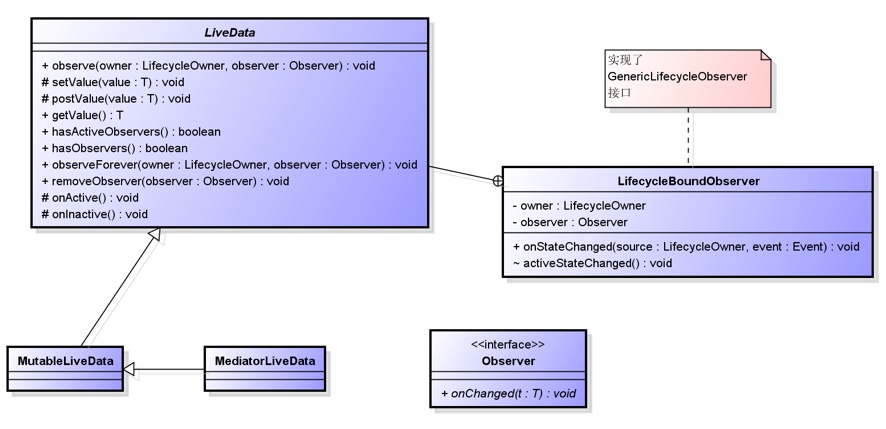 LiveData
+ observe(owner : LifecycleOwner, observer : Observer) : void
# setValue(value : T) : void
# postValue(value : T) : void
+ getValue() : T
+ hasActiveObservers() : boolean
+ hasObservers() : boolean
+ observeForever(owner : LifecycleOwner, observer : Observer) : void
+ removeObserver(observer : Observer) : void
# onActive() : void
# onInactive() : void
实现了
GenericLifecycleObserver
接口
LifecycleBoundObserver
- owner : LifecycleOwner
- observer : Observer
+ onStateChanged(source : LifecycleOwner, event : Event) : void
~ activeStateChanged() : void
MutableLiveData
MediatorLiveData
<<interface>>
Observer
+ onChanged(t : T) : void